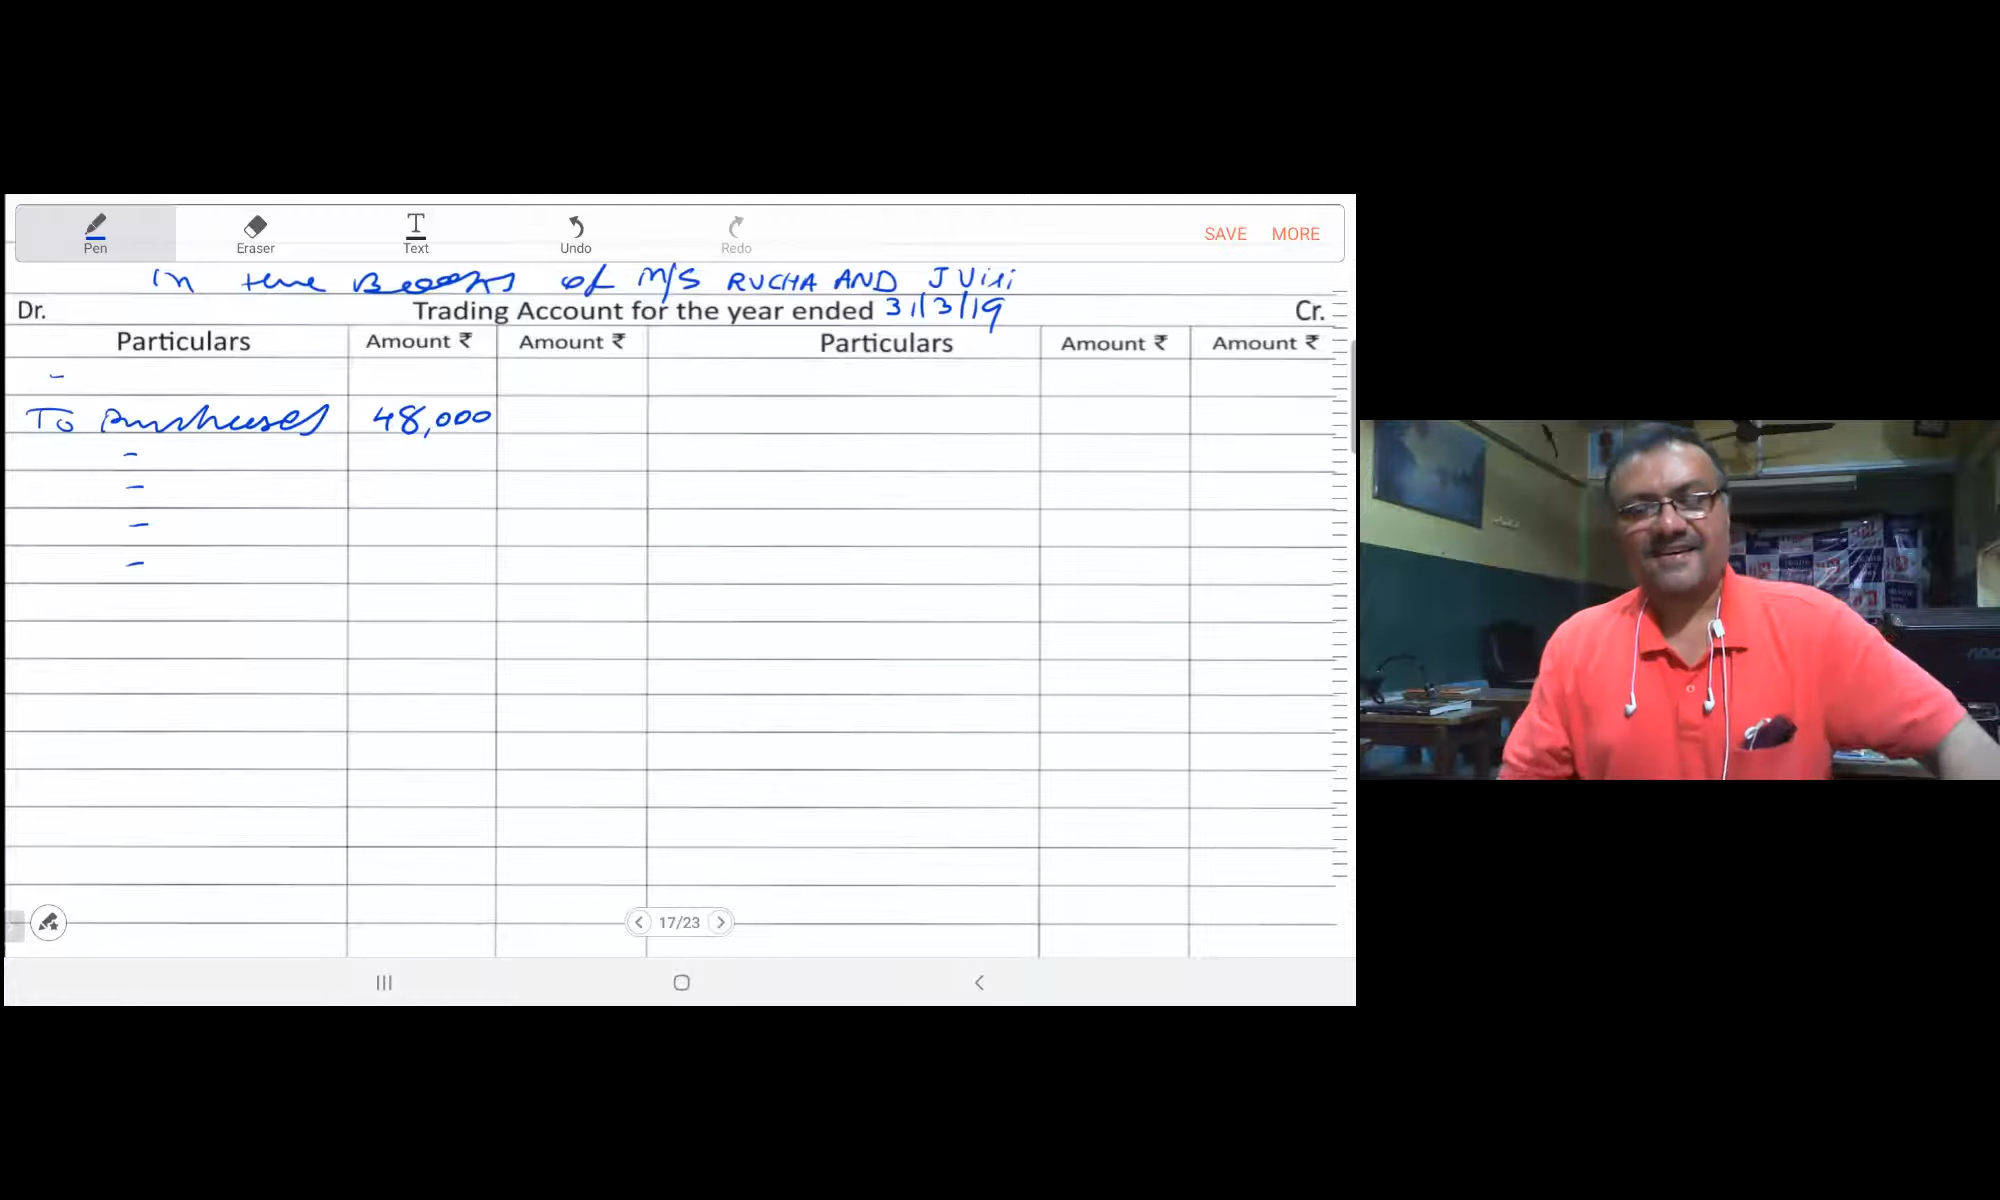 Pen Eraser Text Undo Redo SAVE MORE
In the Books of M/S RUCHA AND JUili
Dr. Trading Account for the year ended 31/3/19 Cr.
Particulars Amount ₹ Amount ₹ Particulars Amount ₹ Amount ₹
-
To purchases 48,000
-
-
-
-
17/23